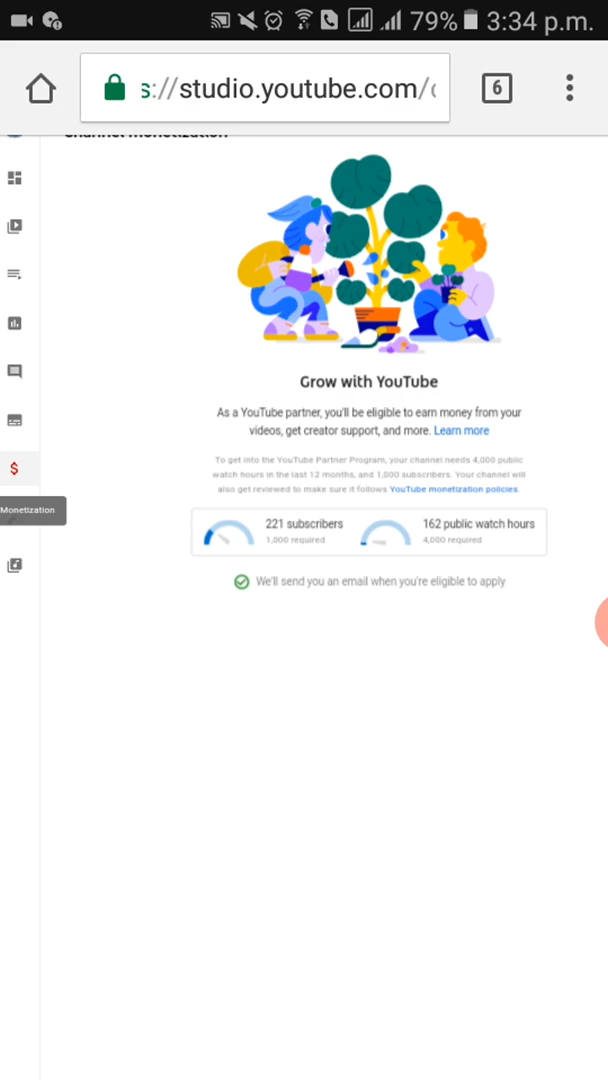 79% 3:34 p.m.
s://studio.youtube.com/
6
Channel monetization
Grow with YouTube
As a YouTube partner, you'll be eligible to earn money from your
videos, get creator support, and more. Learn more
To get into the YouTube Partner Program, your channel needs 4,000 public
watch hours in the last 12 months, and 1,000 subscribers. Your channel will
also get reviewed to make sure it follows YouTube monetization policies.
221 subscribers
1,000 required
162 public watch hours
4,000 required
Monetization
We'll send you an email when you're eligible to apply